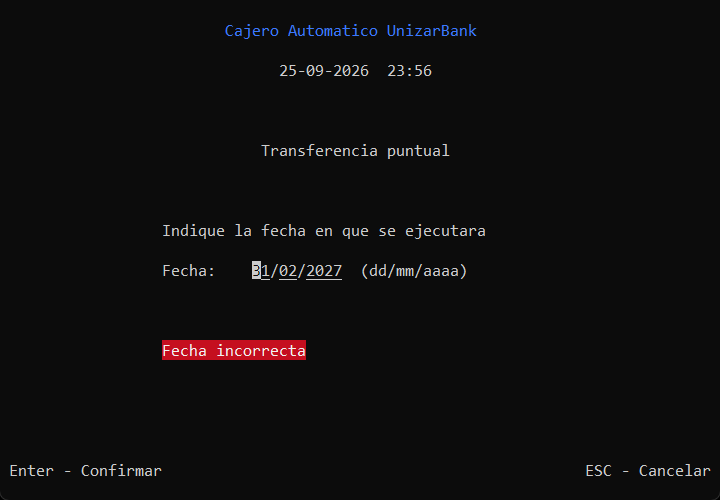 Cajero Automatico UnizarBank
25-09-2026  23:56
Transferencia puntual
Indique la fecha en que se ejecutara
Fecha:    31/02/2027  (dd/mm/aaaa)
Fecha incorrecta
Enter - Confirmar
ESC - Cancelar